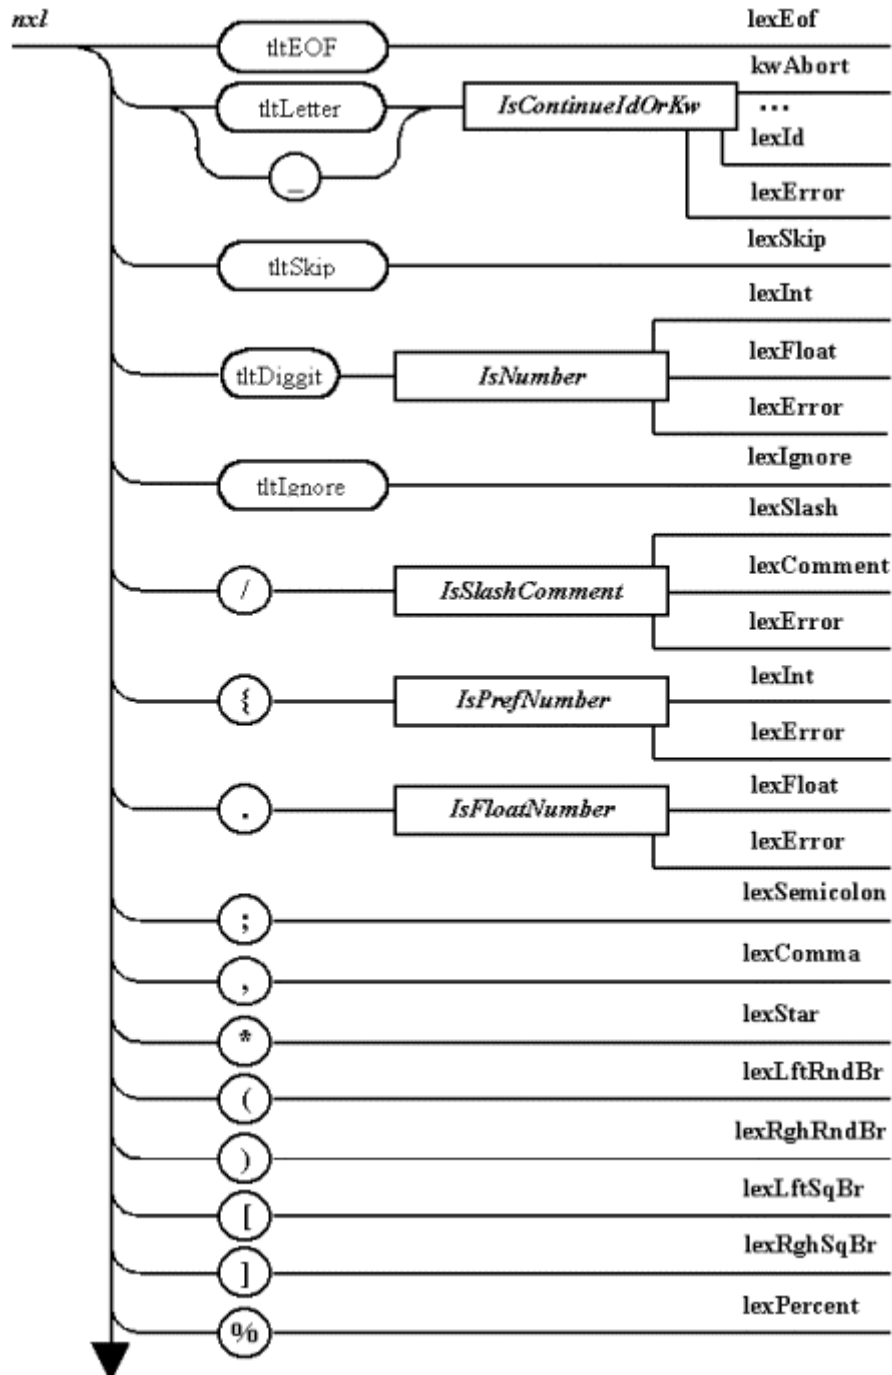 nxl
lexEof
tltEOF
kwAbort
tltLetter
IsContinueIdOrKw
...
lexId
_
lexError
lexSkip
tltSkip
lexInt
lexFloat
tltDiggit
IsNumber
lexError
lexIgnore
tltIgnore
lexSlash
lexComment
/
IsSlashComment
lexError
lexInt
{
IsPrefNumber
lexError
lexFloat
.
IsFloatNumber
lexError
lexSemicolon
;
lexComma
,
lexStar
*
lexLftRndBr
(
lexRghRndBr
)
lexLftSqBr
[
lexRghSqBr
]
lexPercent
%